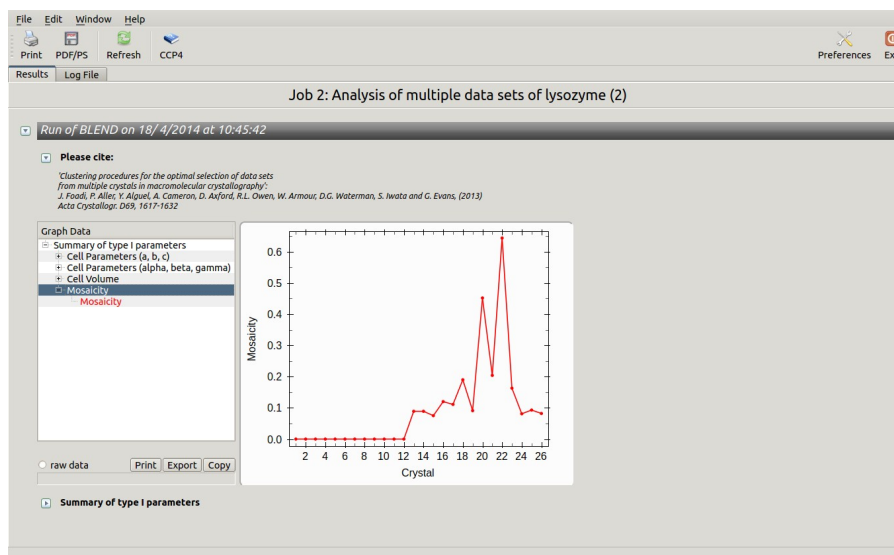 File Edit Window Help
Print PDF/PS Refresh CCP4 Preferences
Results Log File
Job 2: Analysis of multiple data sets of lysozyme (2)
Run of BLEND on 18/ 4/2014 at 10:45:42
Please cite:
'Clustering procedures for the optimal selection of data sets
from multiple crystals in macromolecular crystallography':
J. Foadi, P. Aller, Y. Alguel, A. Cameron, D. Axford, R.L. Owen, W. Armour, D.G. Waterman, S. Iwata and G. Evans, (2013)
Acta Crystallogr. D69, 1617-1632
Graph Data
Summary of type I parameters
Cell Parameters (a, b, c)
Cell Parameters (alpha, beta, gamma)
Cell Volume
Mosaicity
Mosaicity
raw data Print Export Copy
Mosaicity
0.6
0.5
0.4
0.3
0.2
0.1
0.0
2 4 6 8 10 12 14 16 18 20 22 24 26
Crystal
Summary of type I parameters